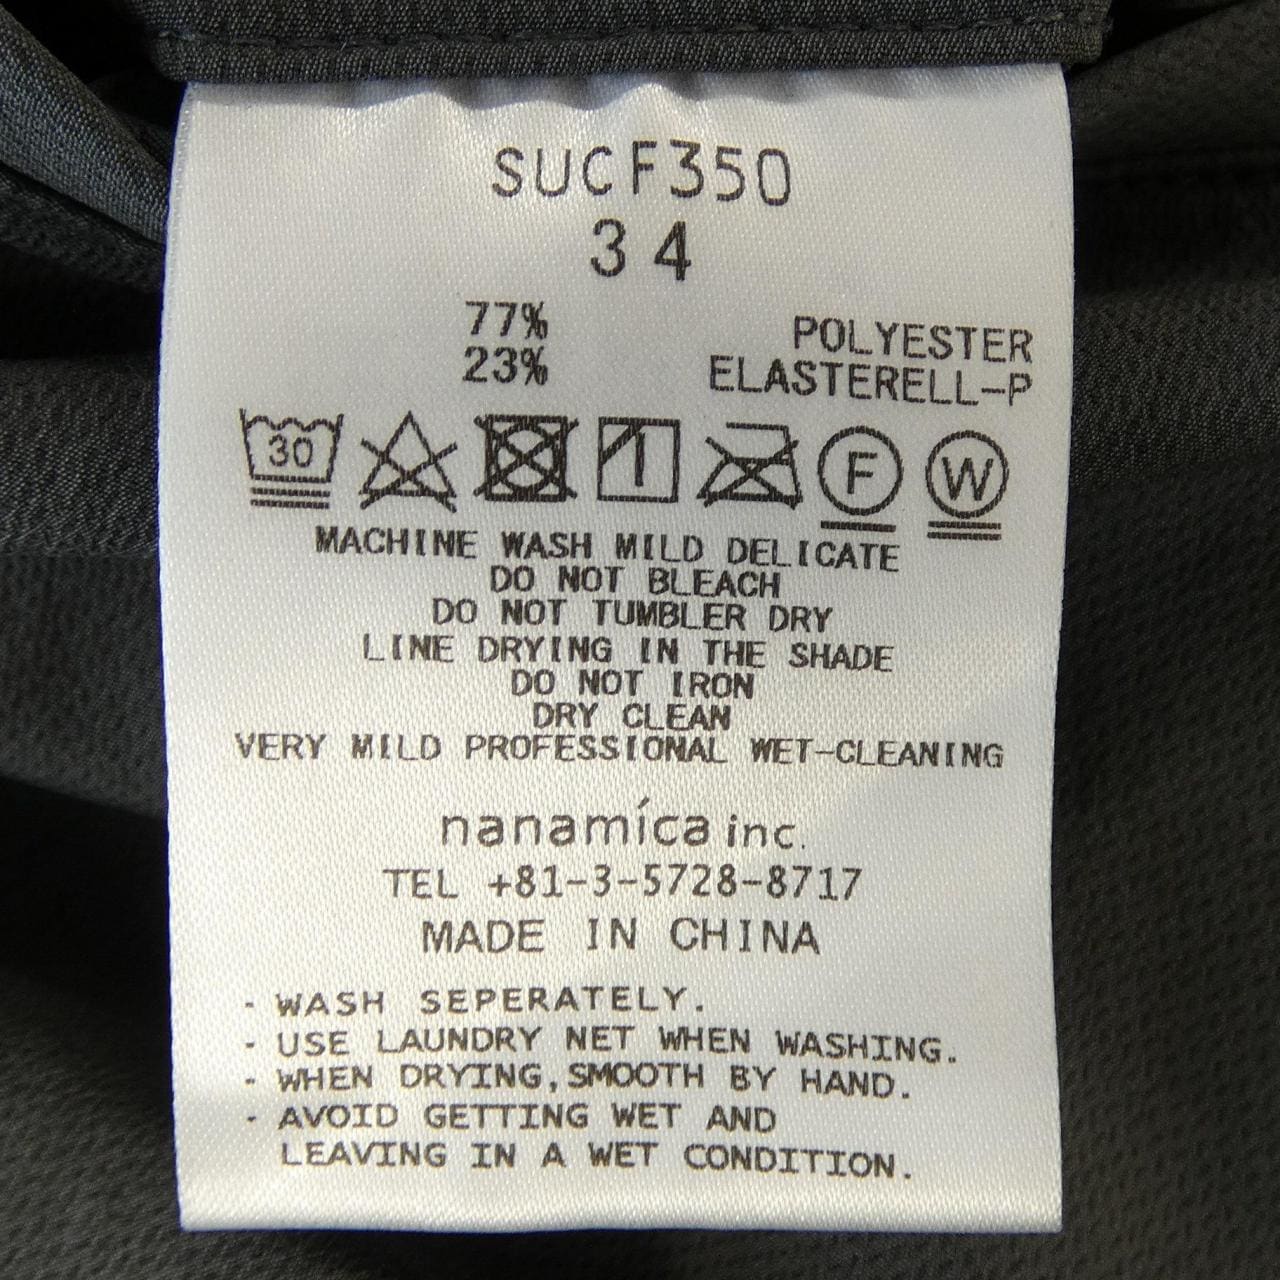 SUCF350
34
77% POLYESTER
23% ELASTERELL-P
30 F W
MACHINE WASH MILD DELICATE
DO NOT BLEACH
DO NOT TUMBLER DRY
LINE DRYING IN THE SHADE
DO NOT IRON
DRY CLEAN
VERY MILD PROFESSIONAL WET-CLEANING
nanamíca inc.
TEL +81-3-5728-8717
MADE IN CHINA
- WASH SEPERATELY.
- USE LAUNDRY NET WHEN WASHING.
- WHEN DRYING,SMOOTH BY HAND.
- AVOID GETTING WET AND
LEAVING IN A WET CONDITION.